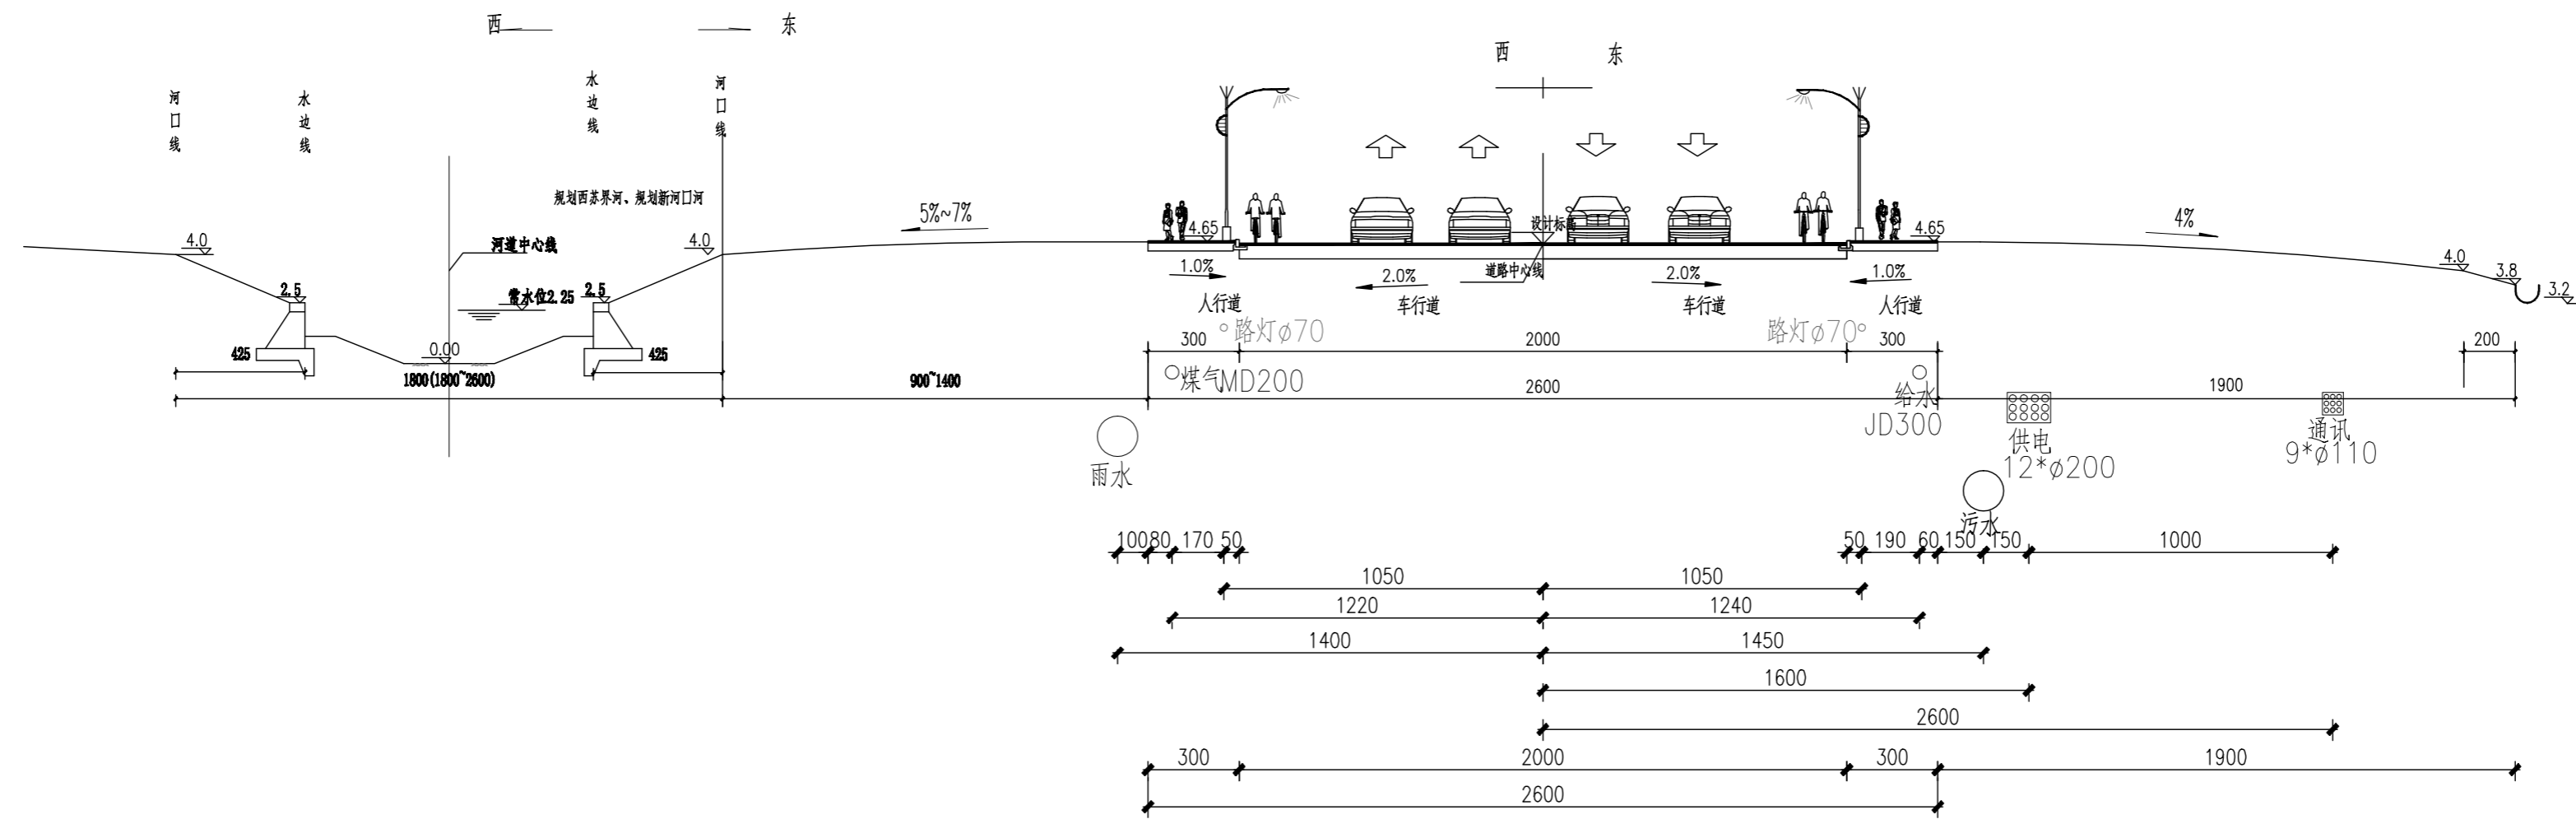 西 东
西 东
河口线
水边线
水边线
河口线
规划西苏界河、规划新河口河
河道中心线
常水位2.25
4.0
2.5
2.5
4.0
0.00
425
425
1800(1800~2600)
900~1400
5%~7%
4.65
设计标高
4.65
4%
4.0
3.8
3.2
1.0%
2.0%
道路中心线
2.0%
1.0%
人行道
车行道
车行道
人行道
路灯ø70
路灯ø70
300
2000
300
200
煤气MD200
2600
1900
给水
JD300
雨水
供电
12*ø200
通讯
9*ø110
污水
100 80 170 50
50 190 60 150 150 1000
1050 1050
1220 1240
1400 1450
1600
2600
300 2000 300 1900
2600